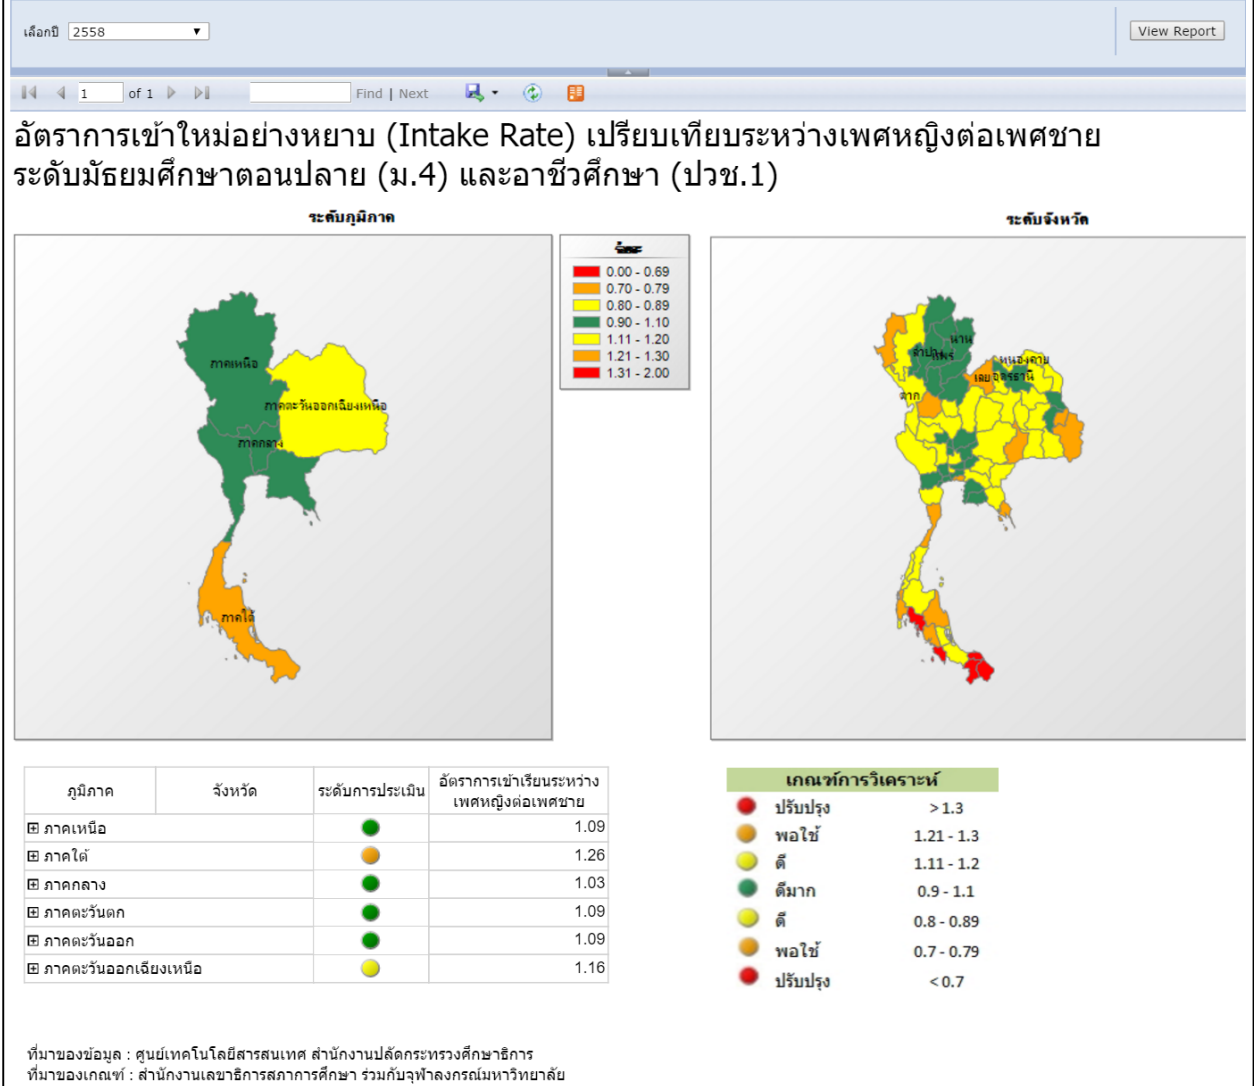 เลือกปี 2558 View Report
1 of 1 Find | Next
อัตราการเข้าใหม่อย่างหยาบ (Intake Rate) เปรียบเทียบระหว่างเพศหญิงต่อเพศชาย
ระดับมัธยมศึกษาตอนปลาย (ม.4) และอาชีวศึกษา (ปวช.1)
ระดับภูมิภาค
ภาคเหนือ
ภาคตะวันออกเฉียงเหนือ
ภาคกลาง
ภาคใต้
0.00 - 0.69
0.70 - 0.79
0.80 - 0.89
0.90 - 1.10
1.11 - 1.20
1.21 - 1.30
1.31 - 2.00
ระดับจังหวัด
น่าน
ลำปาง
แพร่
หนองคาย
เลย
อุดรธานี
ตาก
ภูมิภาค จังหวัด ระดับการประเมิน อัตราการเข้าเรียนระหว่าง
เพศหญิงต่อเพศชาย
ภาคเหนือ 1.09
ภาคใต้ 1.26
ภาคกลาง 1.03
ภาคตะวันตก 1.09
ภาคตะวันออก 1.09
ภาคตะวันออกเฉียงเหนือ 1.16
เกณฑ์การวิเคราะห์
ปรับปรุง >1.3
พอใช้ 1.21 - 1.3
ดี 1.11 - 1.2
ดีมาก 0.9 - 1.1
ดี 0.8 - 0.89
พอใช้ 0.7 - 0.79
ปรับปรุง <0.7
ที่มาของข้อมูล : ศูนย์เทคโนโลยีสารสนเทศ สำนักงานปลัดกระทรวงศึกษาธิการ
ที่มาของเกณฑ์ : สำนักงานเลขาธิการสภาการศึกษา ร่วมกับจุฬาลงกรณ์มหาวิทยาลัย